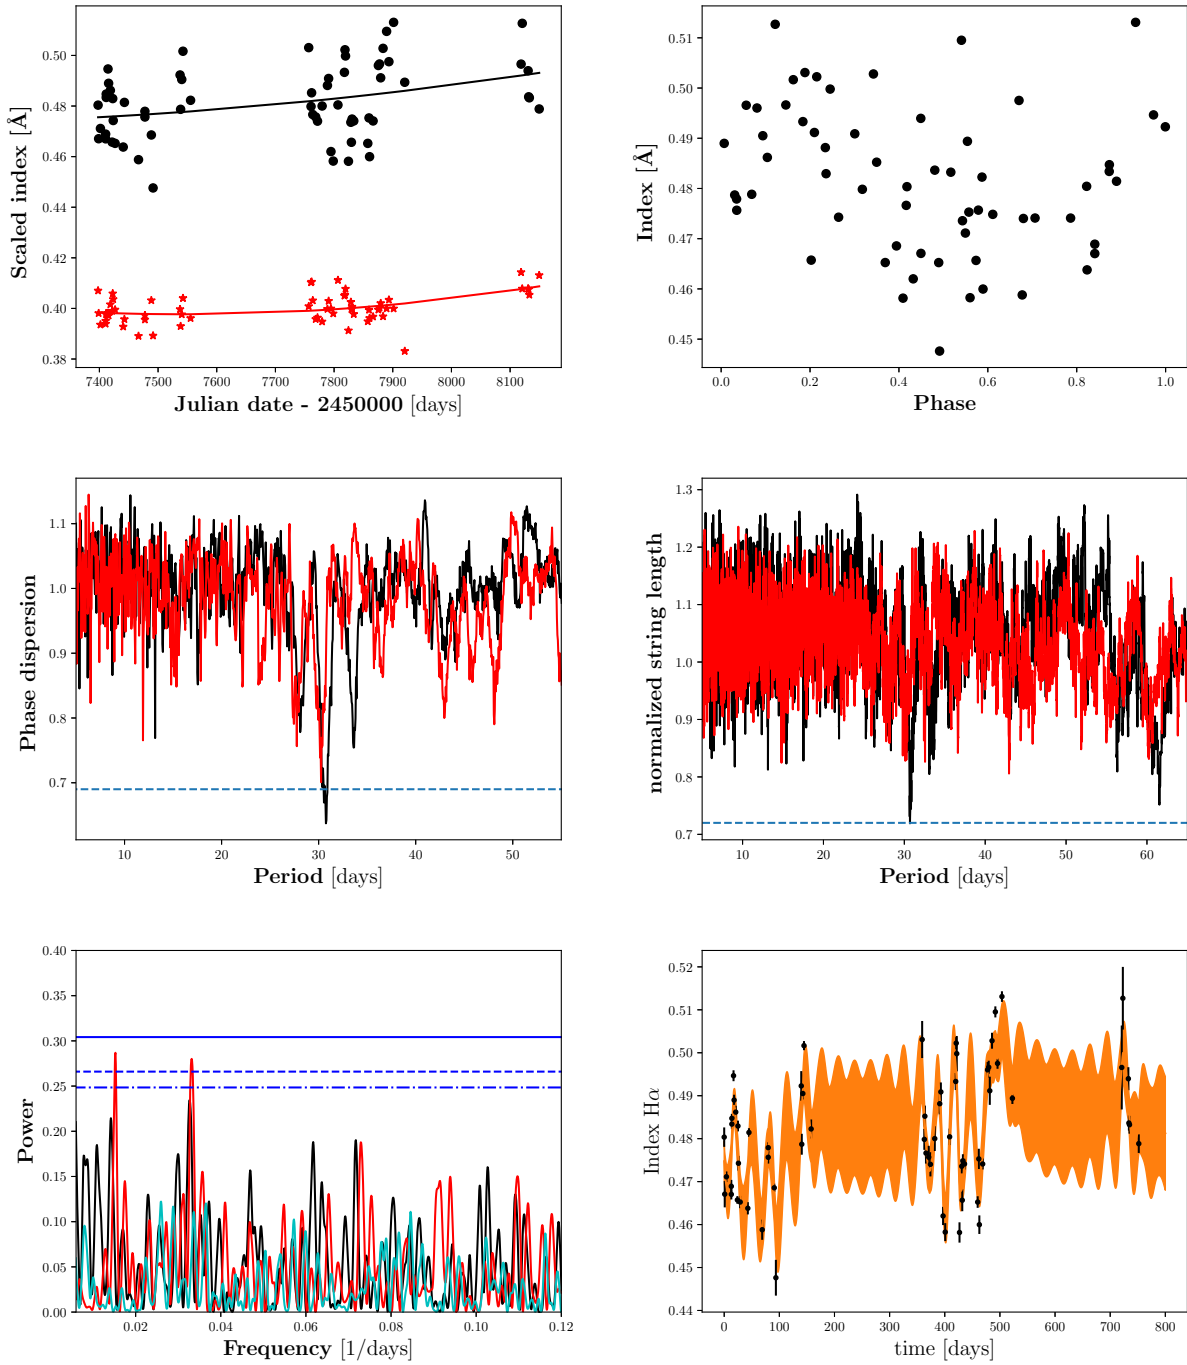 0.50
0.48
0.46
0.44
0.42
0.40
0.38
Scaled index [Å]
7400 7500 7600 7700 7800 7900 8000 8100
Julian date - 2450000 [days]
0.51
0.50
0.49
0.48
0.47
0.46
0.45
Index [Å]
0.0 0.2 0.4 0.6 0.8 1.0
Phase
1.1
1.0
0.9
0.8
0.7
Phase dispersion
10 20 30 40 50
Period [days]
1.3
1.2
1.1
1.0
0.9
0.8
0.7
normalized string length
10 20 30 40 50 60
Period [days]
0.40
0.35
0.30
0.25
0.20
0.15
0.10
0.05
0.00
Power
0.02 0.04 0.06 0.08 0.10 0.12
Frequency [1/days]
0.52
0.51
0.50
0.49
0.48
0.47
0.46
0.45
0.44
Index Hα
0 100 200 300 400 500 600 700 800
time [days]